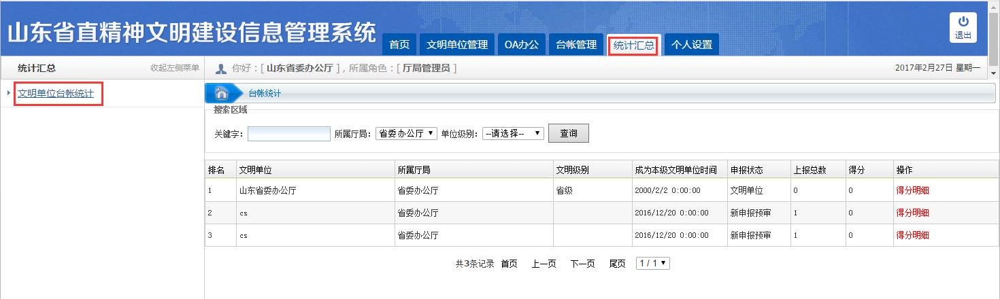 山东省直精神文明建设信息管理系统
首页 文明单位管理 OA办公 台帐管理 统计汇总 个人设置
退出
统计汇总 收起左侧菜单
你好：[ 山东省委办公厅 ]，所属角色：[ 厅局管理员 ]
2017年2月27日 星期一
文明单位台帐统计
台帐统计
搜索区域
关键字： 所属厅局： 省委办公厅 单位级别： --请选择-- 查询
排名 文明单位 所属厅局 文明级别 成为本级文明单位时间 申报状态 上报总数 得分 操作
1 山东省委办公厅 省委办公厅 省级 2000/2/2 0:00:00 文明单位 0 0 得分明细
2 cs 省委办公厅 2016/12/20 0:00:00 新申报预审 1 0 得分明细
3 cs 省委办公厅 2016/12/20 0:00:00 新申报预审 1 0 得分明细
共3条记录 首页 上一页 下一页 尾页 1 / 1